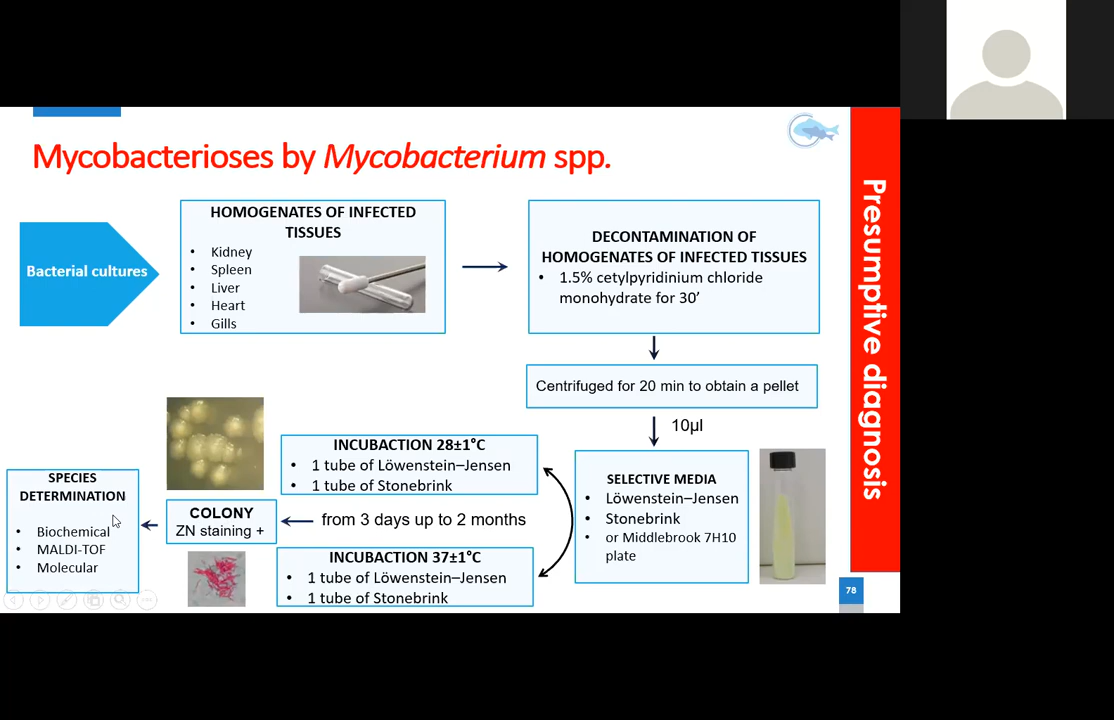 Mycobacterioses by Mycobacterium spp.
Presumptive diagnosis
Bacterial cultures
HOMOGENATES OF INFECTED
TISSUES
• Kidney
• Spleen
• Liver
• Heart
• Gills
DECONTAMINATION OF
HOMOGENATES OF INFECTED TISSUES
• 1.5% cetylpyridinium chloride
monohydrate for 30’
Centrifuged for 20 min to obtain a pellet
10µl
SELECTIVE MEDIA
• Löwenstein–Jensen
• Stonebrink
• or Middlebrook 7H10
plate
INCUBACTION 28±1°C
• 1 tube of Löwenstein–Jensen
• 1 tube of Stonebrink
INCUBACTION 37±1°C
• 1 tube of Löwenstein–Jensen
• 1 tube of Stonebrink
from 3 days up to 2 months
COLONY
ZN staining +
SPECIES
DETERMINATION
• Biochemical
• MALDI-TOF
• Molecular
78